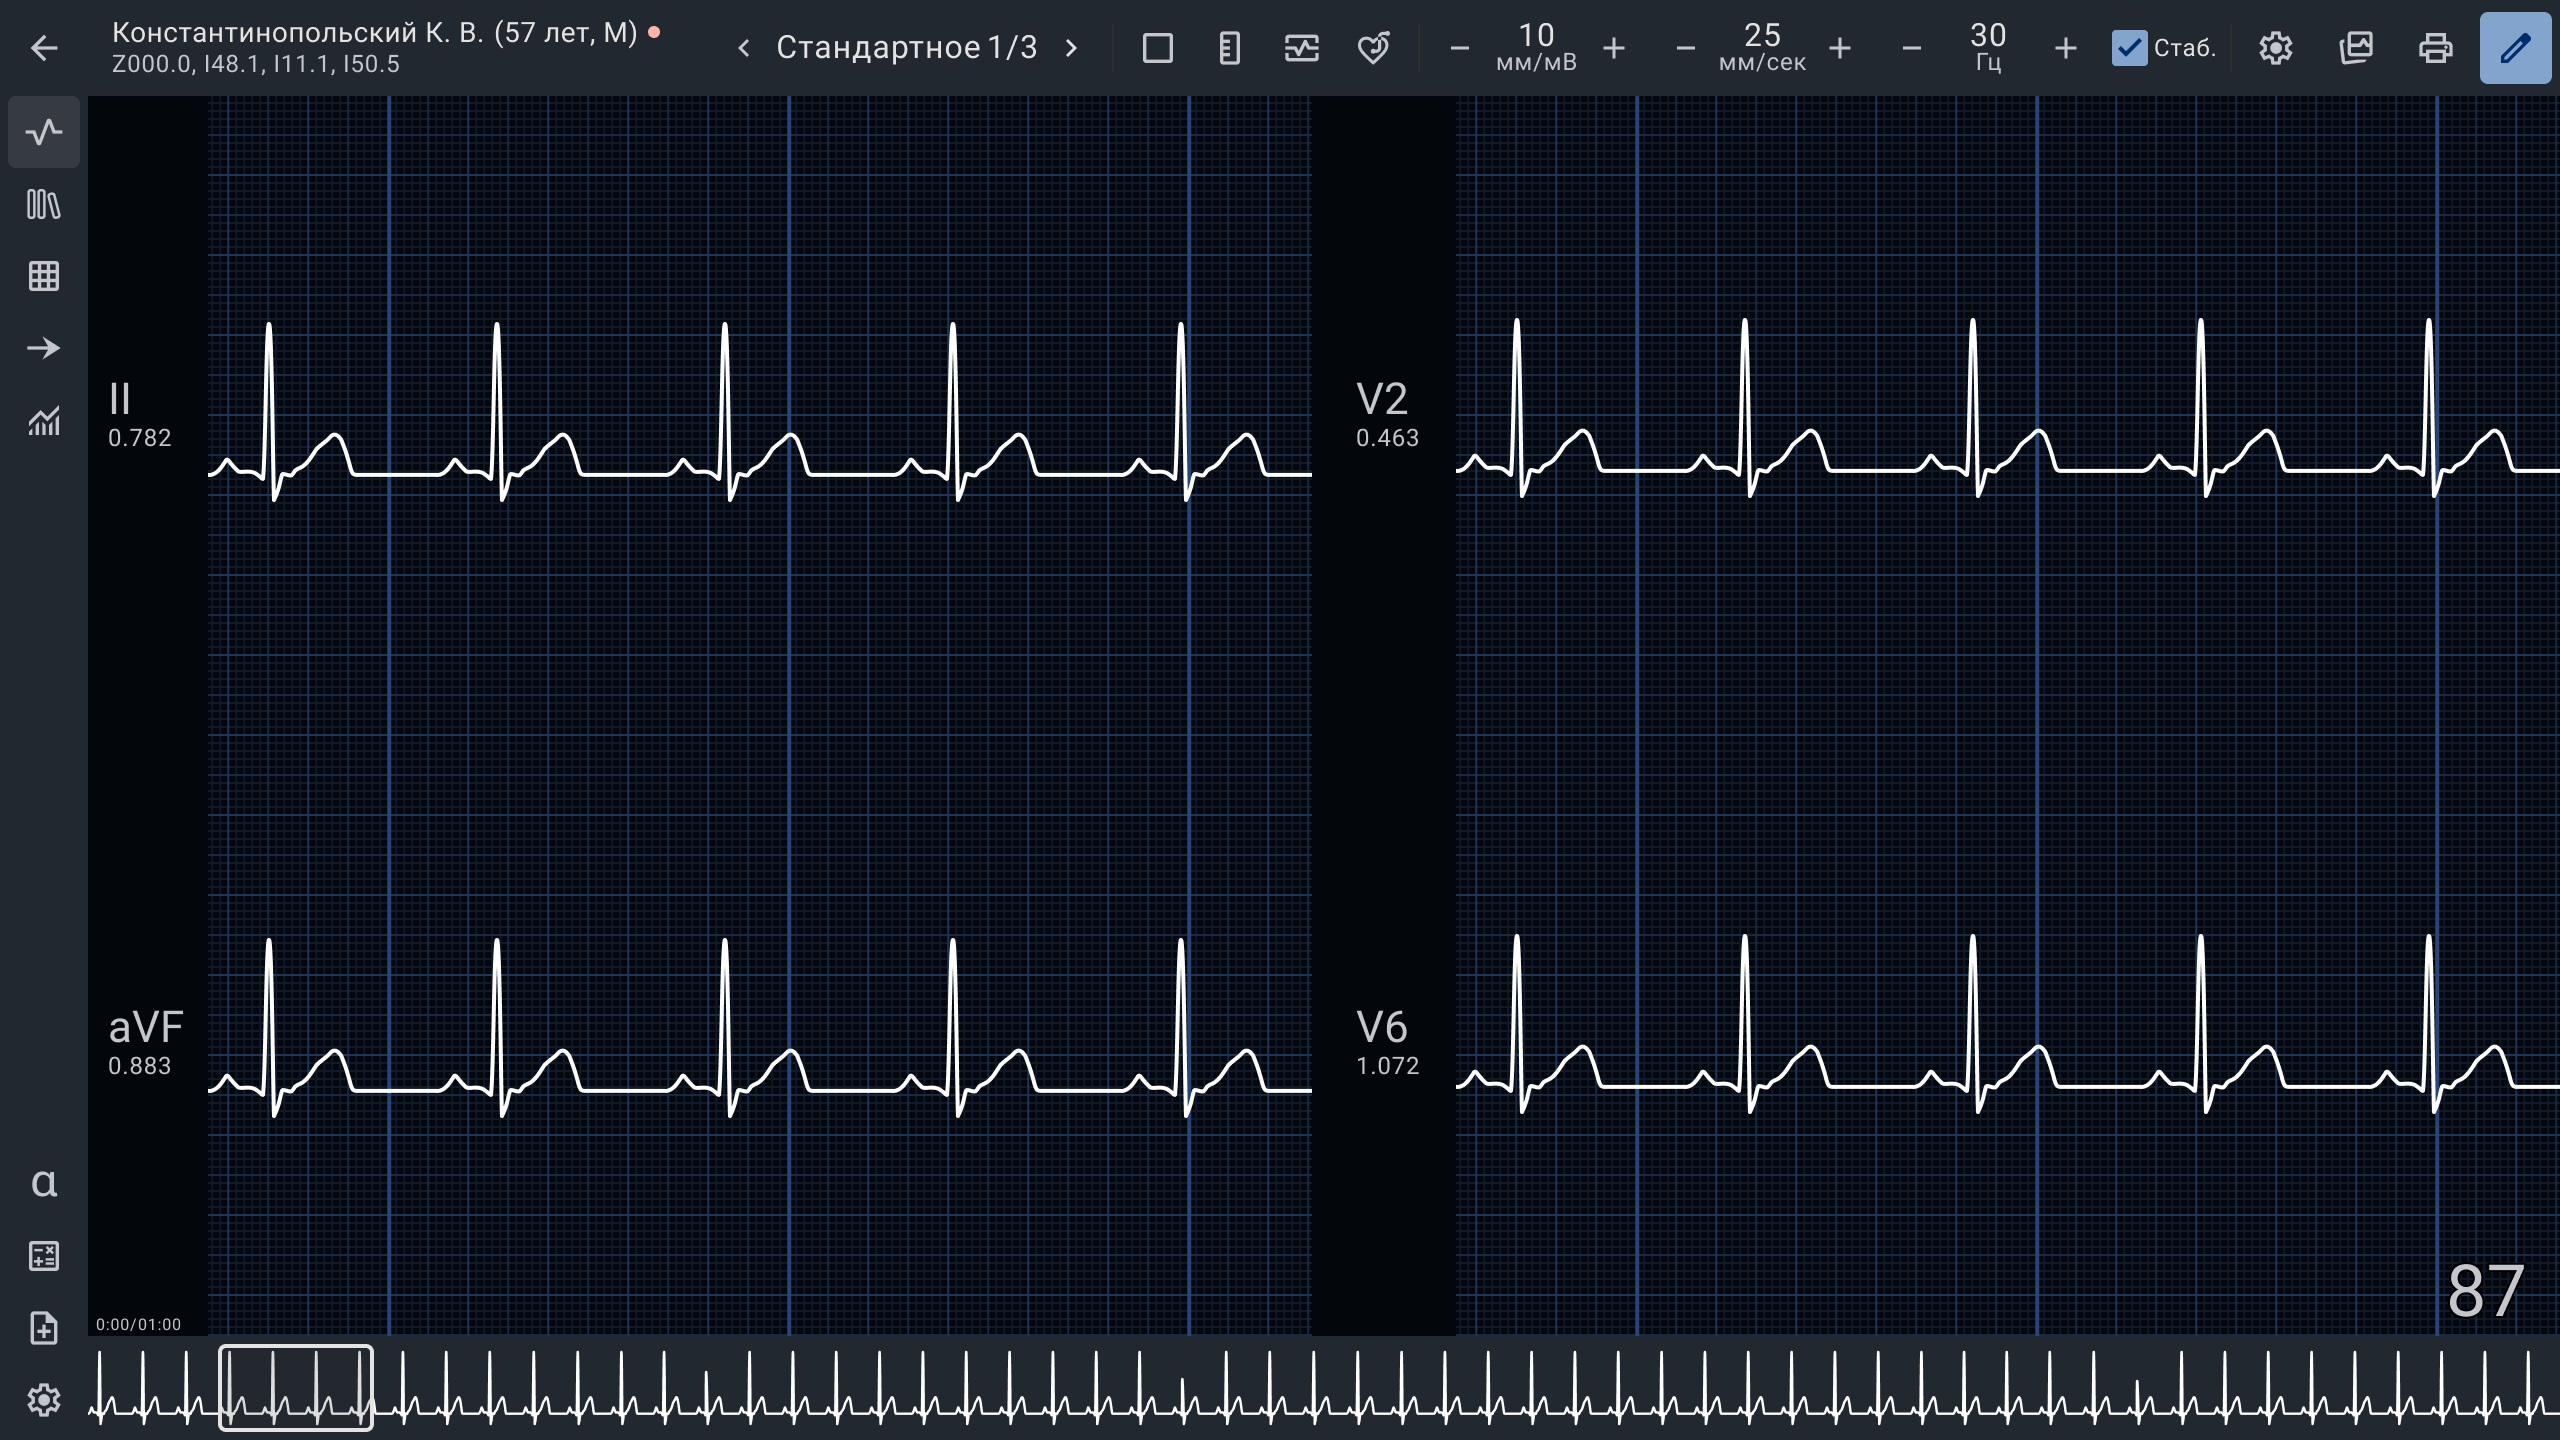 Константинопольский К. В. (57 лет, М)
Z000.0, I48.1, I11.1, I50.5
Стандартное 1/3
10
мм/мВ
25
мм/сек
30
Гц
Стаб.
II
0.782
V2
0.463
aVF
0.883
V6
1.072
α
87
0:00/01:00